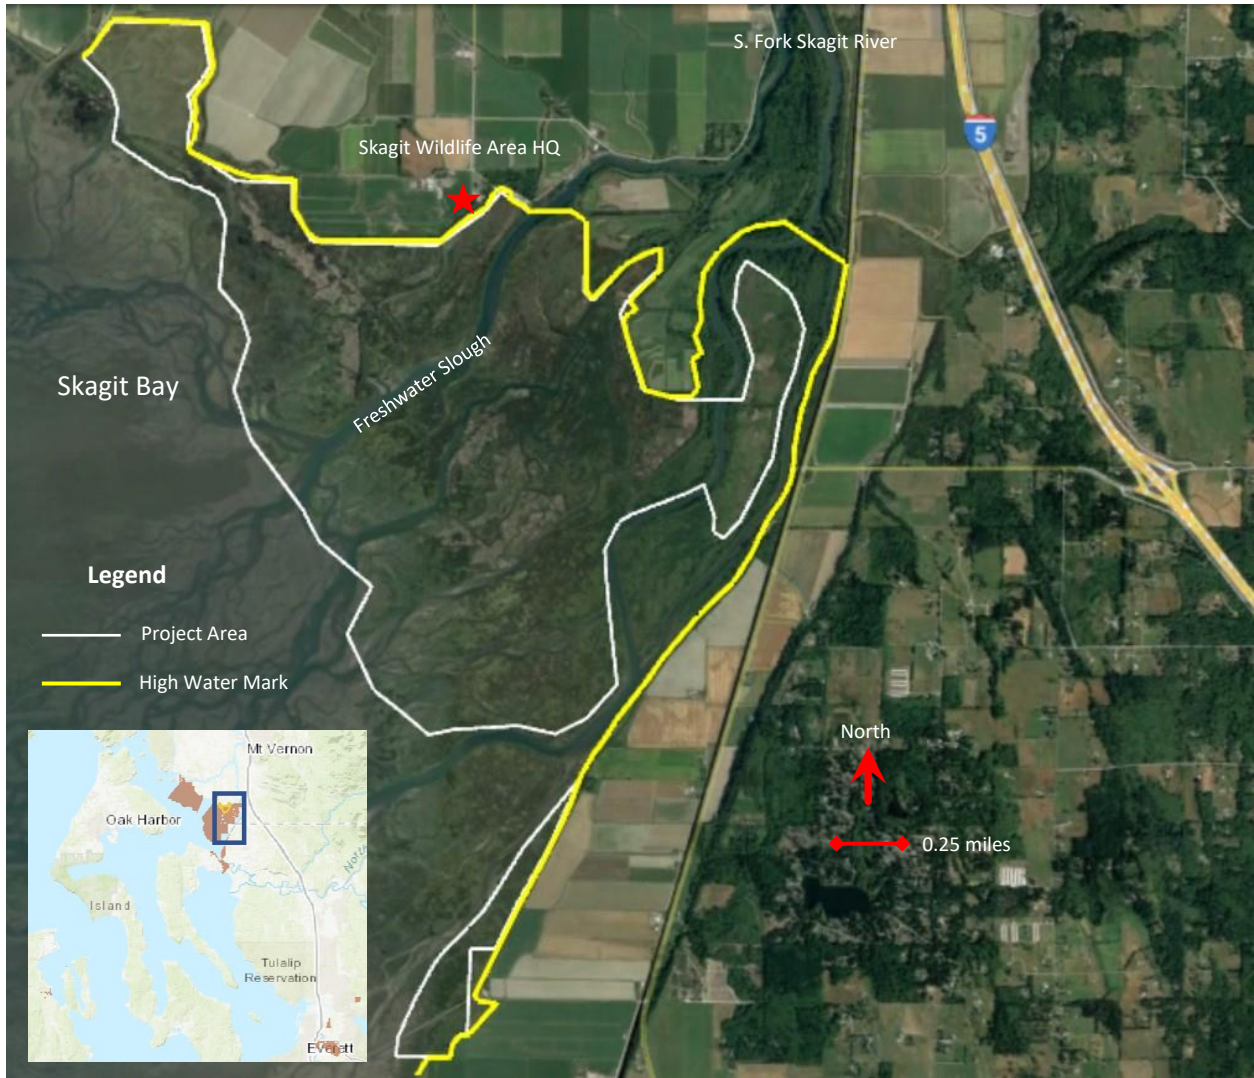 S. Fork Skagit River
5
Skagit Wildlife Area HQ
Freshwater Slough
Skagit Bay
Legend
Project Area
High Water Mark
North
0.25 miles
Mt Vernon
Oak Harbor
Island
Tulalip
Reservation
Everett